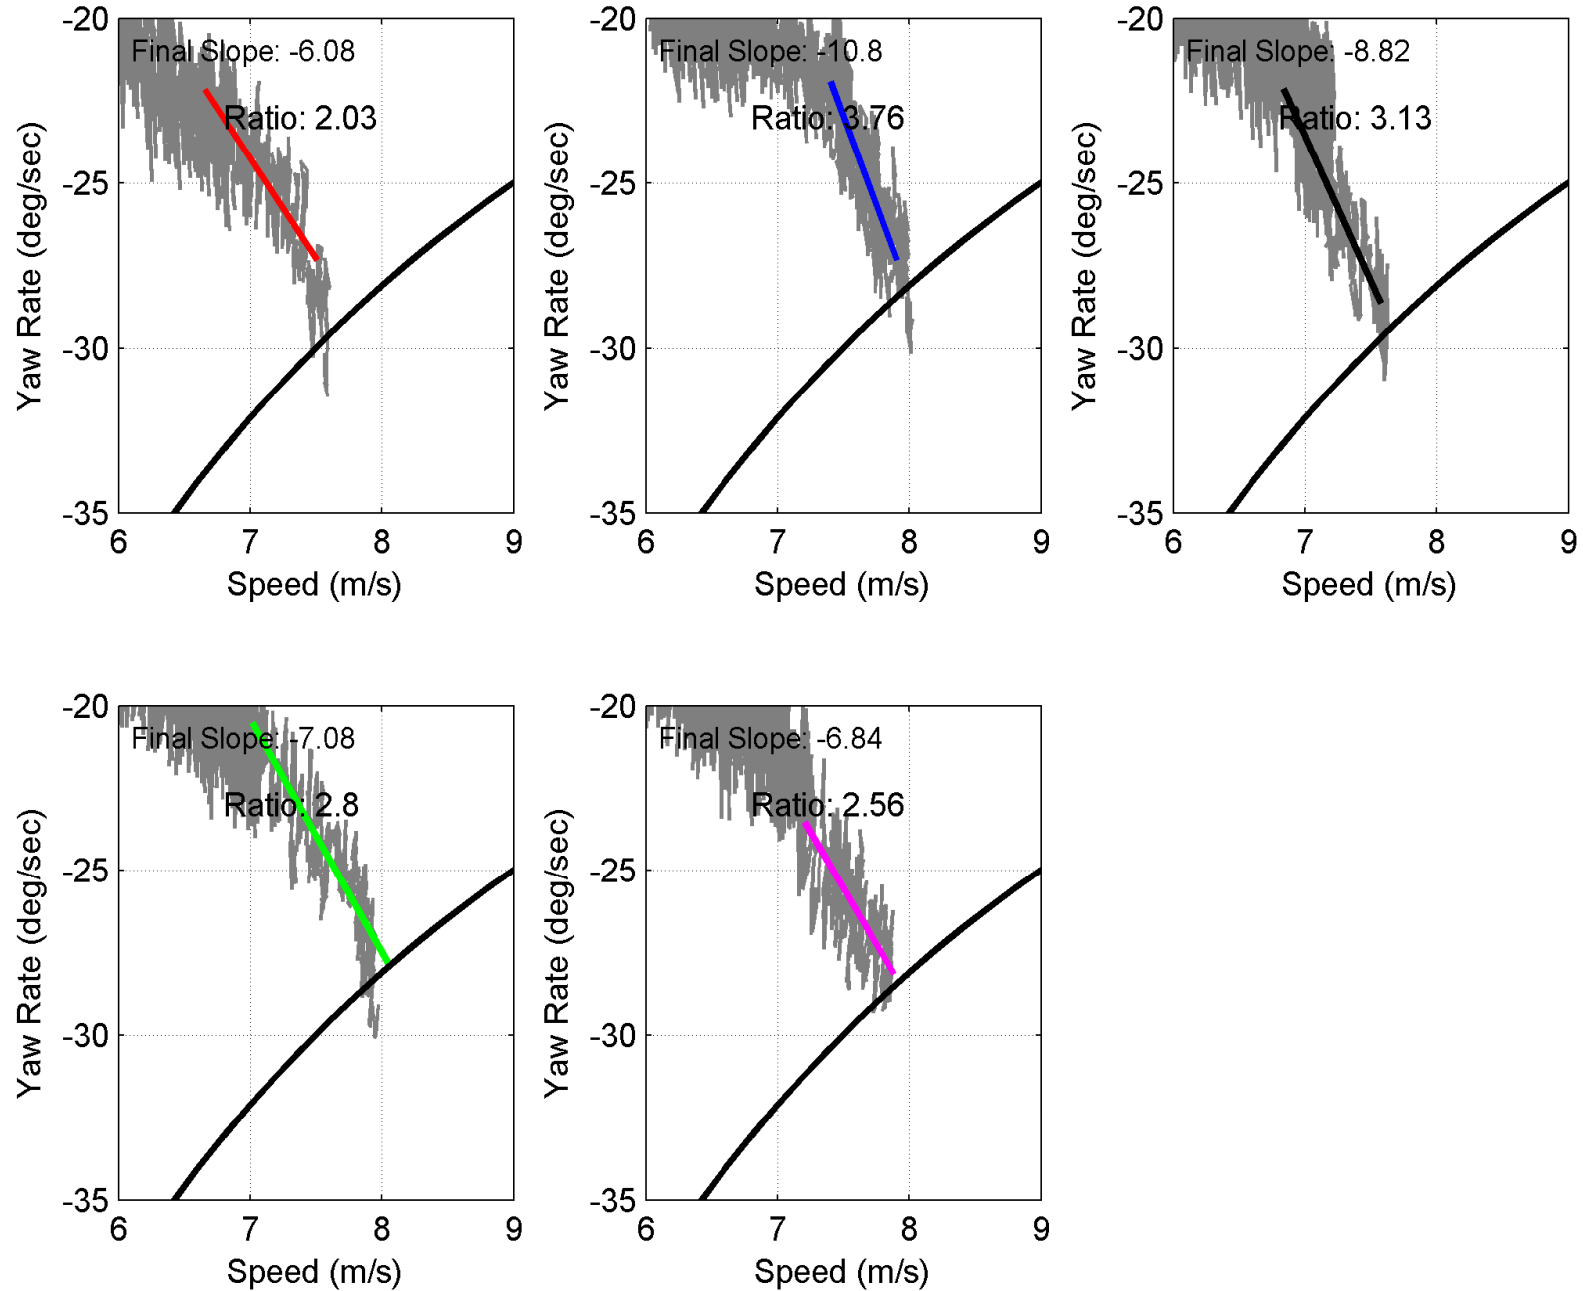 -20
-25
-30
-35
Yaw Rate (deg/sec)
Final Slope: -6.08
Ratio: 2.03
6 7 8 9
Speed (m/s)
-20
-25
-30
-35
Yaw Rate (deg/sec)
Final Slope: -10.8
Ratio: 3.76
6 7 8 9
Speed (m/s)
-20
-25
-30
-35
Yaw Rate (deg/sec)
Final Slope: -8.82
Ratio: 3.13
6 7 8 9
Speed (m/s)
-20
-25
-30
-35
Yaw Rate (deg/sec)
Final Slope: -7.08
Ratio: 2.8
6 7 8 9
Speed (m/s)
-20
-25
-30
-35
Yaw Rate (deg/sec)
Final Slope: -6.84
Ratio: 2.56
6 7 8 9
Speed (m/s)